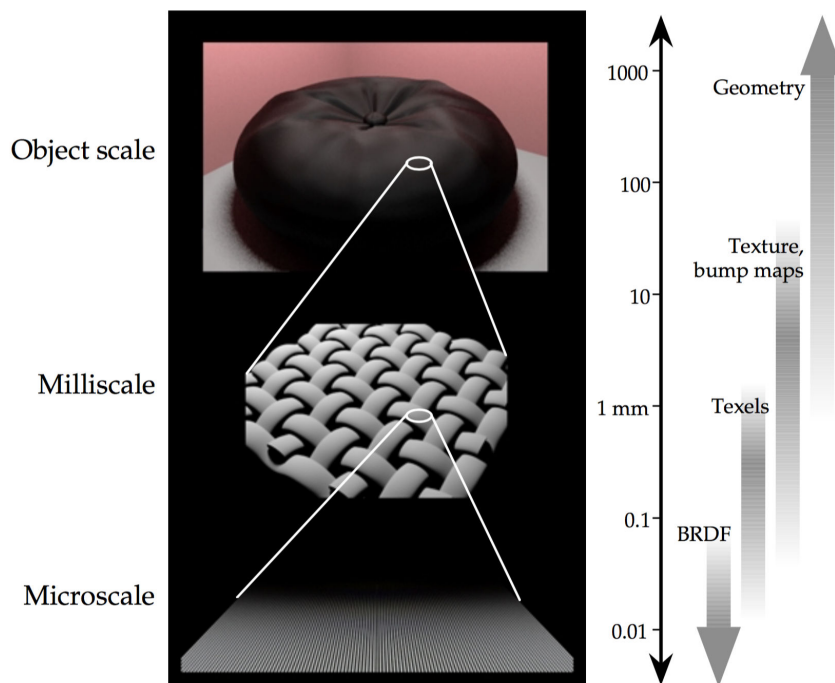 Object scale
Milliscale
Microscale
1000
100
10
1 mm
0.1
0.01
Geometry
Texture,
bump maps
Texels
BRDF